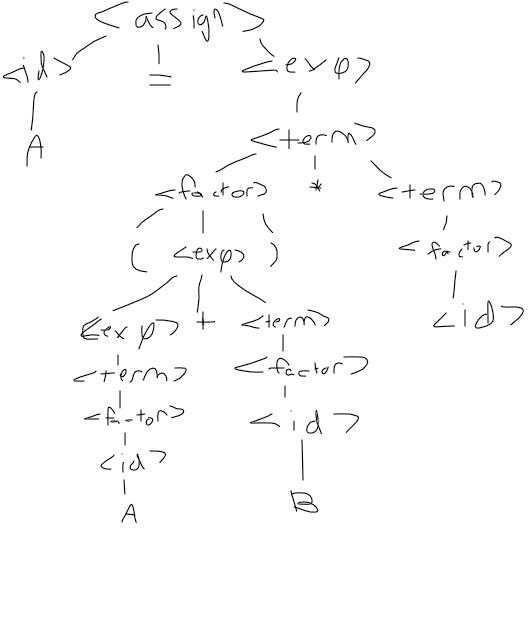 <assign>
<id> = <exp>
A
<term>
<factor> * <term>
( <exp> ) <factor>
<exp> + <term> <id>
<term> <factor>
<factor> <id>
<id>
A B